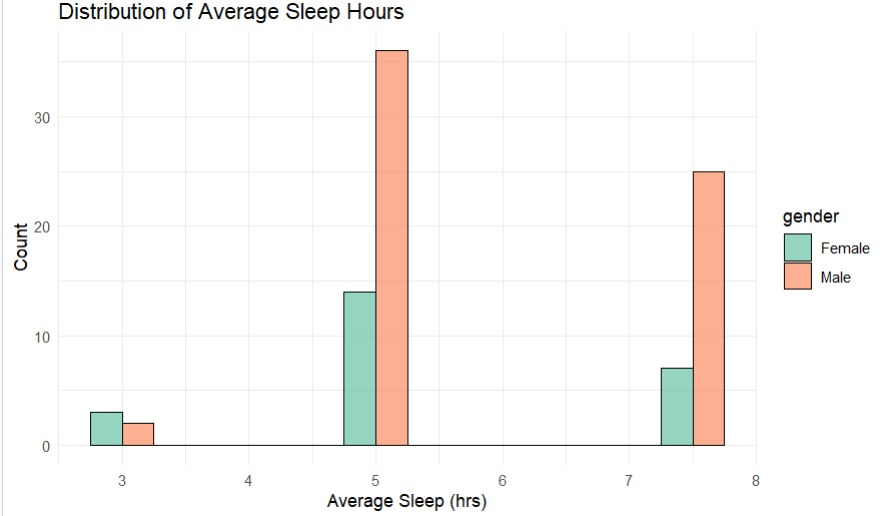 Distribution of Average Sleep Hours
Count
30
20
10
0
3 4 5 6 7 8
Average Sleep (hrs)
gender
Female
Male